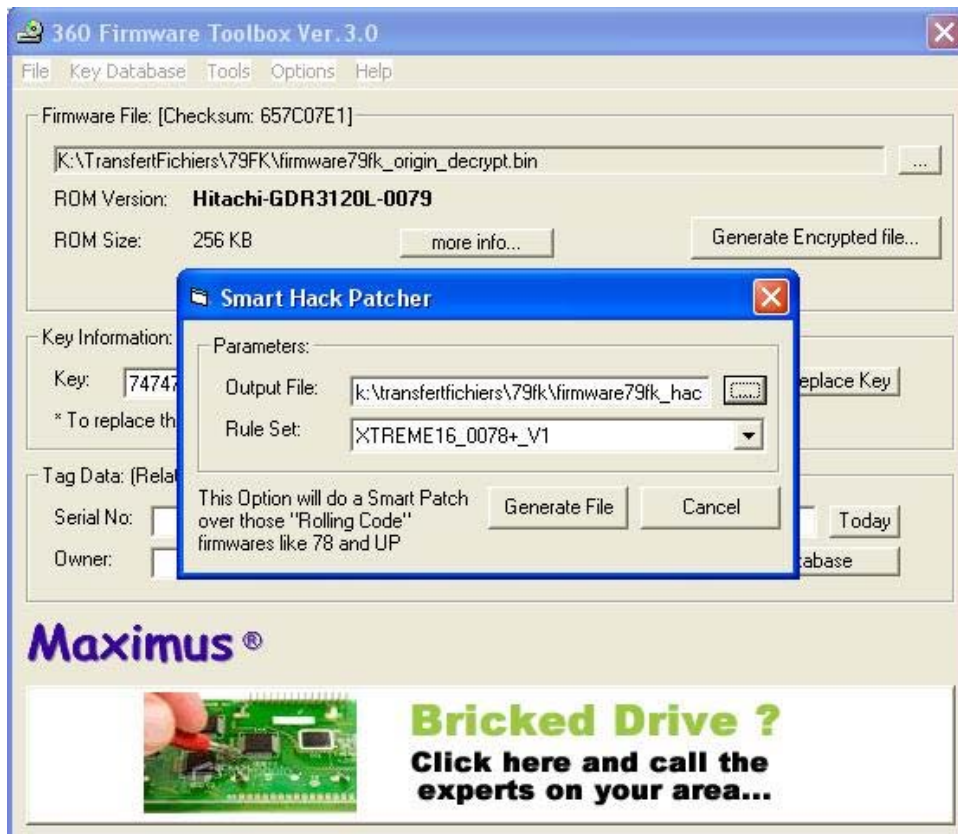 360 Firmware Toolbox Ver.3.0
File Key Database Tools Options Help
Firmware File: [Checksum: 657C07E1]
K:\TransfertFichiers\79FK\firmware79fk_origin_decrypt.bin
...
ROM Version: Hitachi-GDR3120L-0079
ROM Size: 256 KB
more info...
Generate Encrypted file...
Smart Hack Patcher
Parameters:
Output File: k:\transfertfichiers\79fk\firmware79fk_hac
Rule Set: XTREME16_0078+_V1
This Option will do a Smart Patch
over those "Rolling Code"
firmwares like 78 and UP
Generate File
Cancel
Key Information:
Key: 74747
eplace Key
* To replace th
Tag Data: (Relat
Serial No:
Today
Owner:
tabase
Maximus ®
Bricked Drive ?
Click here and call the
experts on your area...